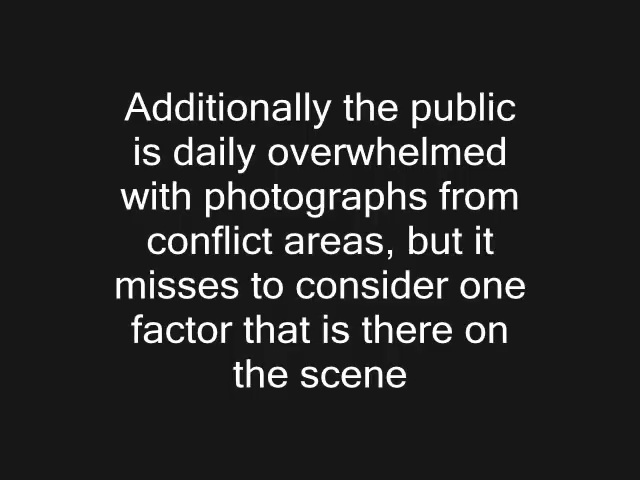 Additionally the public
is daily overwhelmed
with photographs from
conflict areas, but it
misses to consider one
factor that is there on
the scene